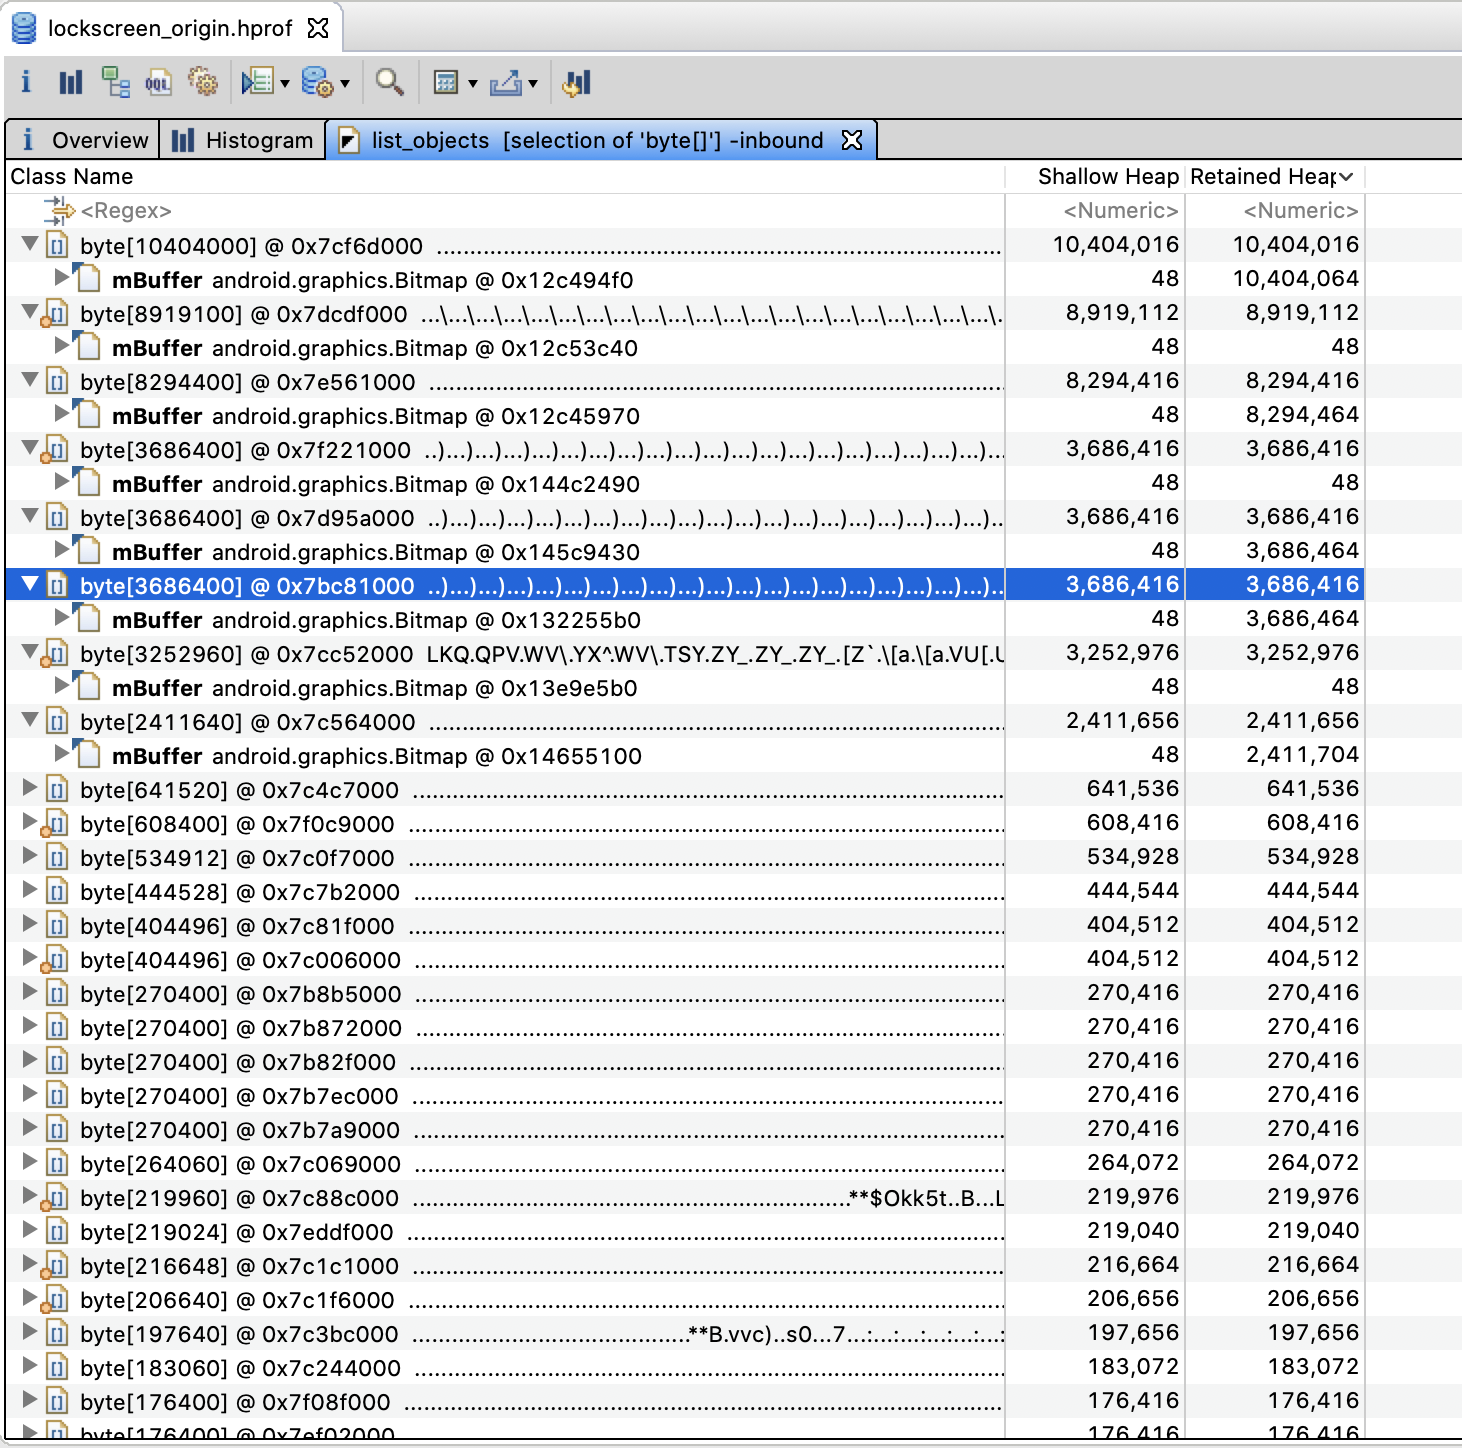 lockscreen_origin.hprof
i OQL
i Overview Histogram list_objects [selection of 'byte[]'] -inbound
Class Name Shallow Heap Retained Heap
<Regex> <Numeric> <Numeric>
byte[10404000] @ 0x7cf6d000 .................................................................................... 10,404,016 10,404,016
mBuffer android.graphics.Bitmap @ 0x12c494f0 48 10,404,064
byte[8919100] @ 0x7dcdf000 ...\...\...\...\...\...\...\...\...\...\...\...\...\...\...\...\...\...\...\...\. 8,919,112 8,919,112
mBuffer android.graphics.Bitmap @ 0x12c53c40 48 48
byte[8294400] @ 0x7e561000 ..................................................................................... 8,294,416 8,294,416
mBuffer android.graphics.Bitmap @ 0x12c45970 48 8,294,464
byte[3686400] @ 0x7f221000 ..)...)...)...)...)...)...)...)...)...)...)...)...)...)...)...)...)...)...)...)... 3,686,416 3,686,416
mBuffer android.graphics.Bitmap @ 0x144c2490 48 48
byte[3686400] @ 0x7d95a000 ..)...)...)...)...)...)...)...)...)...)...)...)...)...)...)...)...)...)...)...).. 3,686,416 3,686,416
mBuffer android.graphics.Bitmap @ 0x145c9430 48 3,686,464
byte[3686400] @ 0x7bc81000 ..)...)...)...)...)...)...)...)...)...)...)...)...)...)...)...)...)...)...)...).. 3,686,416 3,686,416
mBuffer android.graphics.Bitmap @ 0x132255b0 48 3,686,464
byte[3252960] @ 0x7cc52000 LKQ.QPV.WV\.YX^.WV\.TSY.ZY_.ZY_.ZY_.[Z`.\[a.\[a.VU[.U 3,252,976 3,252,976
mBuffer android.graphics.Bitmap @ 0x13e9e5b0 48 48
byte[2411640] @ 0x7c564000 ..................................................................................... 2,411,656 2,411,656
mBuffer android.graphics.Bitmap @ 0x14655100 48 2,411,704
byte[641520] @ 0x7c4c7000 ....................................................................................... 641,536 641,536
byte[608400] @ 0x7f0c9000 ........................................................................................ 608,416 608,416
byte[534912] @ 0x7c0f7000 ........................................................................................ 534,928 534,928
byte[444528] @ 0x7c7b2000 ....................................................................................... 444,544 444,544
byte[404496] @ 0x7c81f000 ........................................................................................ 404,512 404,512
byte[404496] @ 0x7c006000 ....................................................................................... 404,512 404,512
byte[270400] @ 0x7b8b5000 ....................................................................................... 270,416 270,416
byte[270400] @ 0x7b872000 ....................................................................................... 270,416 270,416
byte[270400] @ 0x7b82f000 ........................................................................................ 270,416 270,416
byte[270400] @ 0x7b7ec000 ....................................................................................... 270,416 270,416
byte[270400] @ 0x7b7a9000 ....................................................................................... 270,416 270,416
byte[264060] @ 0x7c069000 ....................................................................................... 264,072 264,072
byte[219960] @ 0x7c88c000 ................................................................**$Okk5t..B...L 219,976 219,976
byte[219024] @ 0x7eddf000 ........................................................................................ 219,040 219,040
byte[216648] @ 0x7c1c1000 ....................................................................................... 216,664 216,664
byte[206640] @ 0x7c1f6000 ........................................................................................ 206,656 206,656
byte[197640] @ 0x7c3bc000 .........................................**B.vvc)..s0...7...:...:...:...:...:...: 197,656 197,656
byte[183060] @ 0x7c244000 ....................................................................................... 183,072 183,072
byte[176400] @ 0x7f08f000 ........................................................................................ 176,416 176,416
byte[176400] @ 0x7ef02000 176,416 176,416